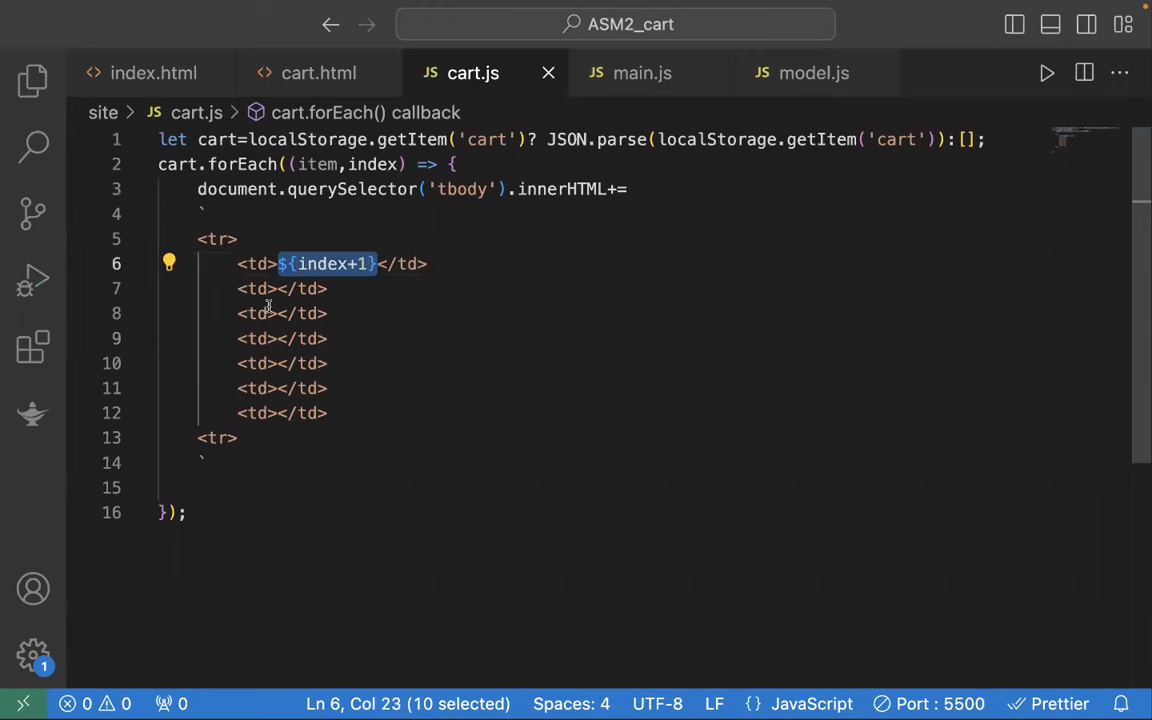 ASM2_cart
index.html cart.html JS cart.js JS main.js JS model.js
site JS cart.js cart.forEach() callback
1 let cart=localStorage.getItem('cart')? JSON.parse(localStorage.getItem('cart')):[];
2 cart.forEach((item,index) => {
3 document.querySelector('tbody').innerHTML+=
4 `
5 <tr>
6 <td>${index+1}</td>
7 <td></td>
8 <td></td>
9 <td></td>
10 <td></td>
11 <td></td>
12 <td></td>
13 <tr>
14 `
15
16 });
1
0 0 0 Ln 6, Col 23 (10 selected) Spaces: 4 UTF-8 LF {} JavaScript Port : 5500 Prettier